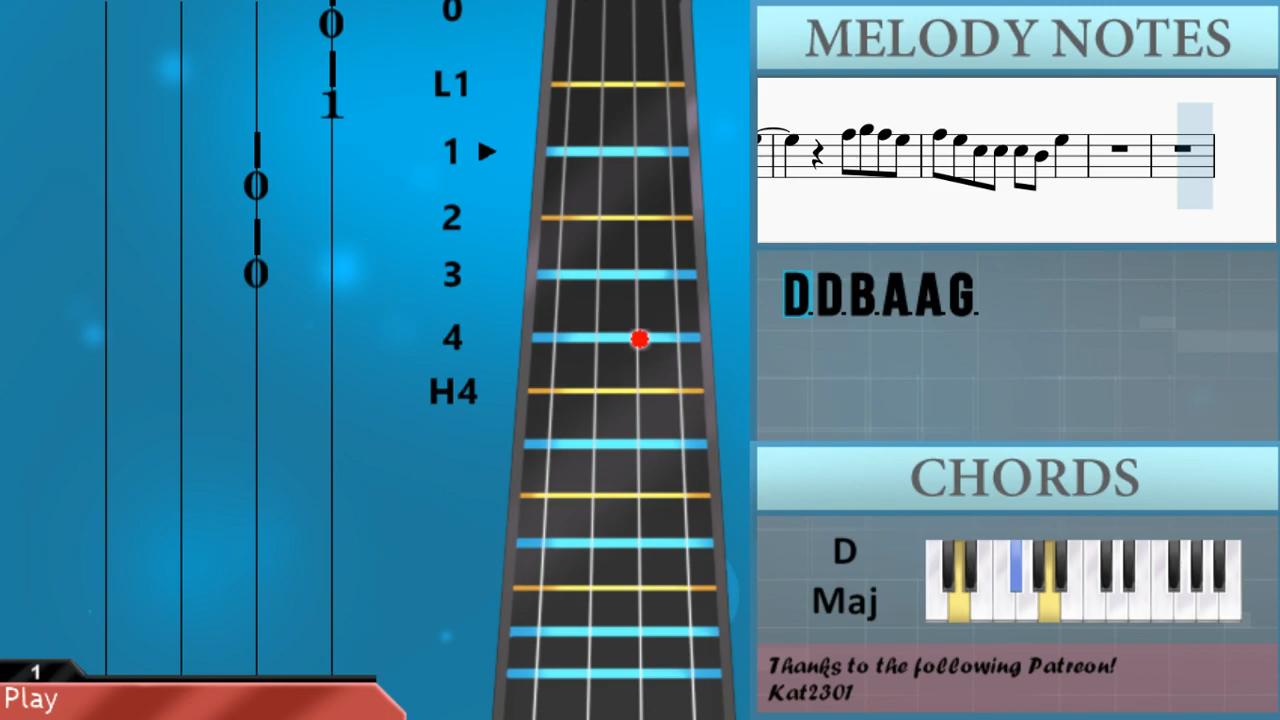 0
1
0
0
1
Play
0
L1
1
2
3
4
H4
MELODY NOTES
D.D.B.A.A.G.
CHORDS
D
Maj
Thanks to the following Patreon!
Kat2301